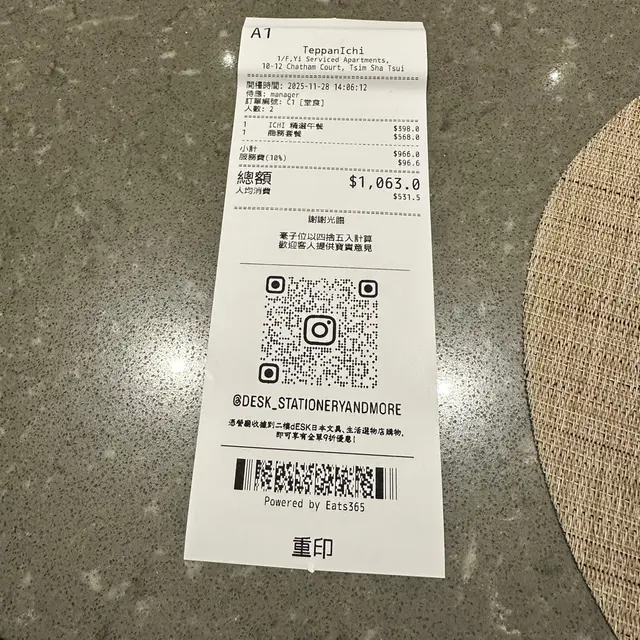 A1
TeppanIchi
1/F,Yi Serviced Apartments,
10-12 Chatham Court, Tsim Sha Tsui
開檯時間: 2025-11-28 14:06:12
侍應: manager
訂單編號: C1 [堂食]
人數: 2
1 ICHI 精選午餐 $398.0
1 商務套餐 $568.0
小計 $966.0
服務費(10%) $96.6
總額 $1,063.0
人均消費 $531.5
謝謝光臨
毫子位以四捨五入計算
歡迎客人提供寶貴意見
@DESK_STATIONERYANDMORE
憑餐廳收據到二樓dESK日本文具、生活選物店購物,
即可享有全單9折優惠!
Powered by Eats365
重印